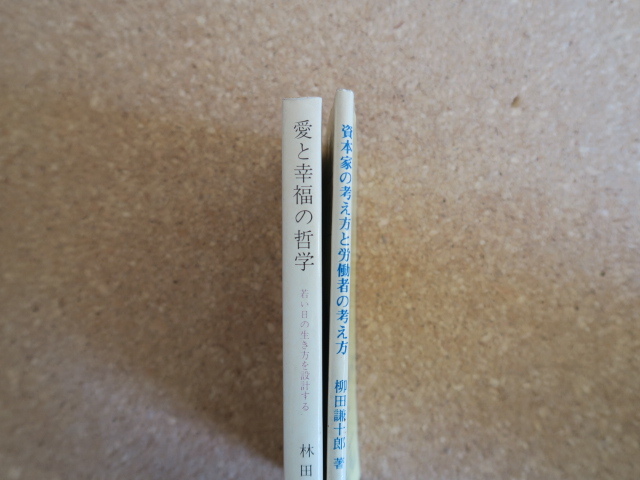 愛と幸福の哲学
若い日の生き方を設計する
林田
資本家の考え方と労働者の考え方
柳田謙十郎 著